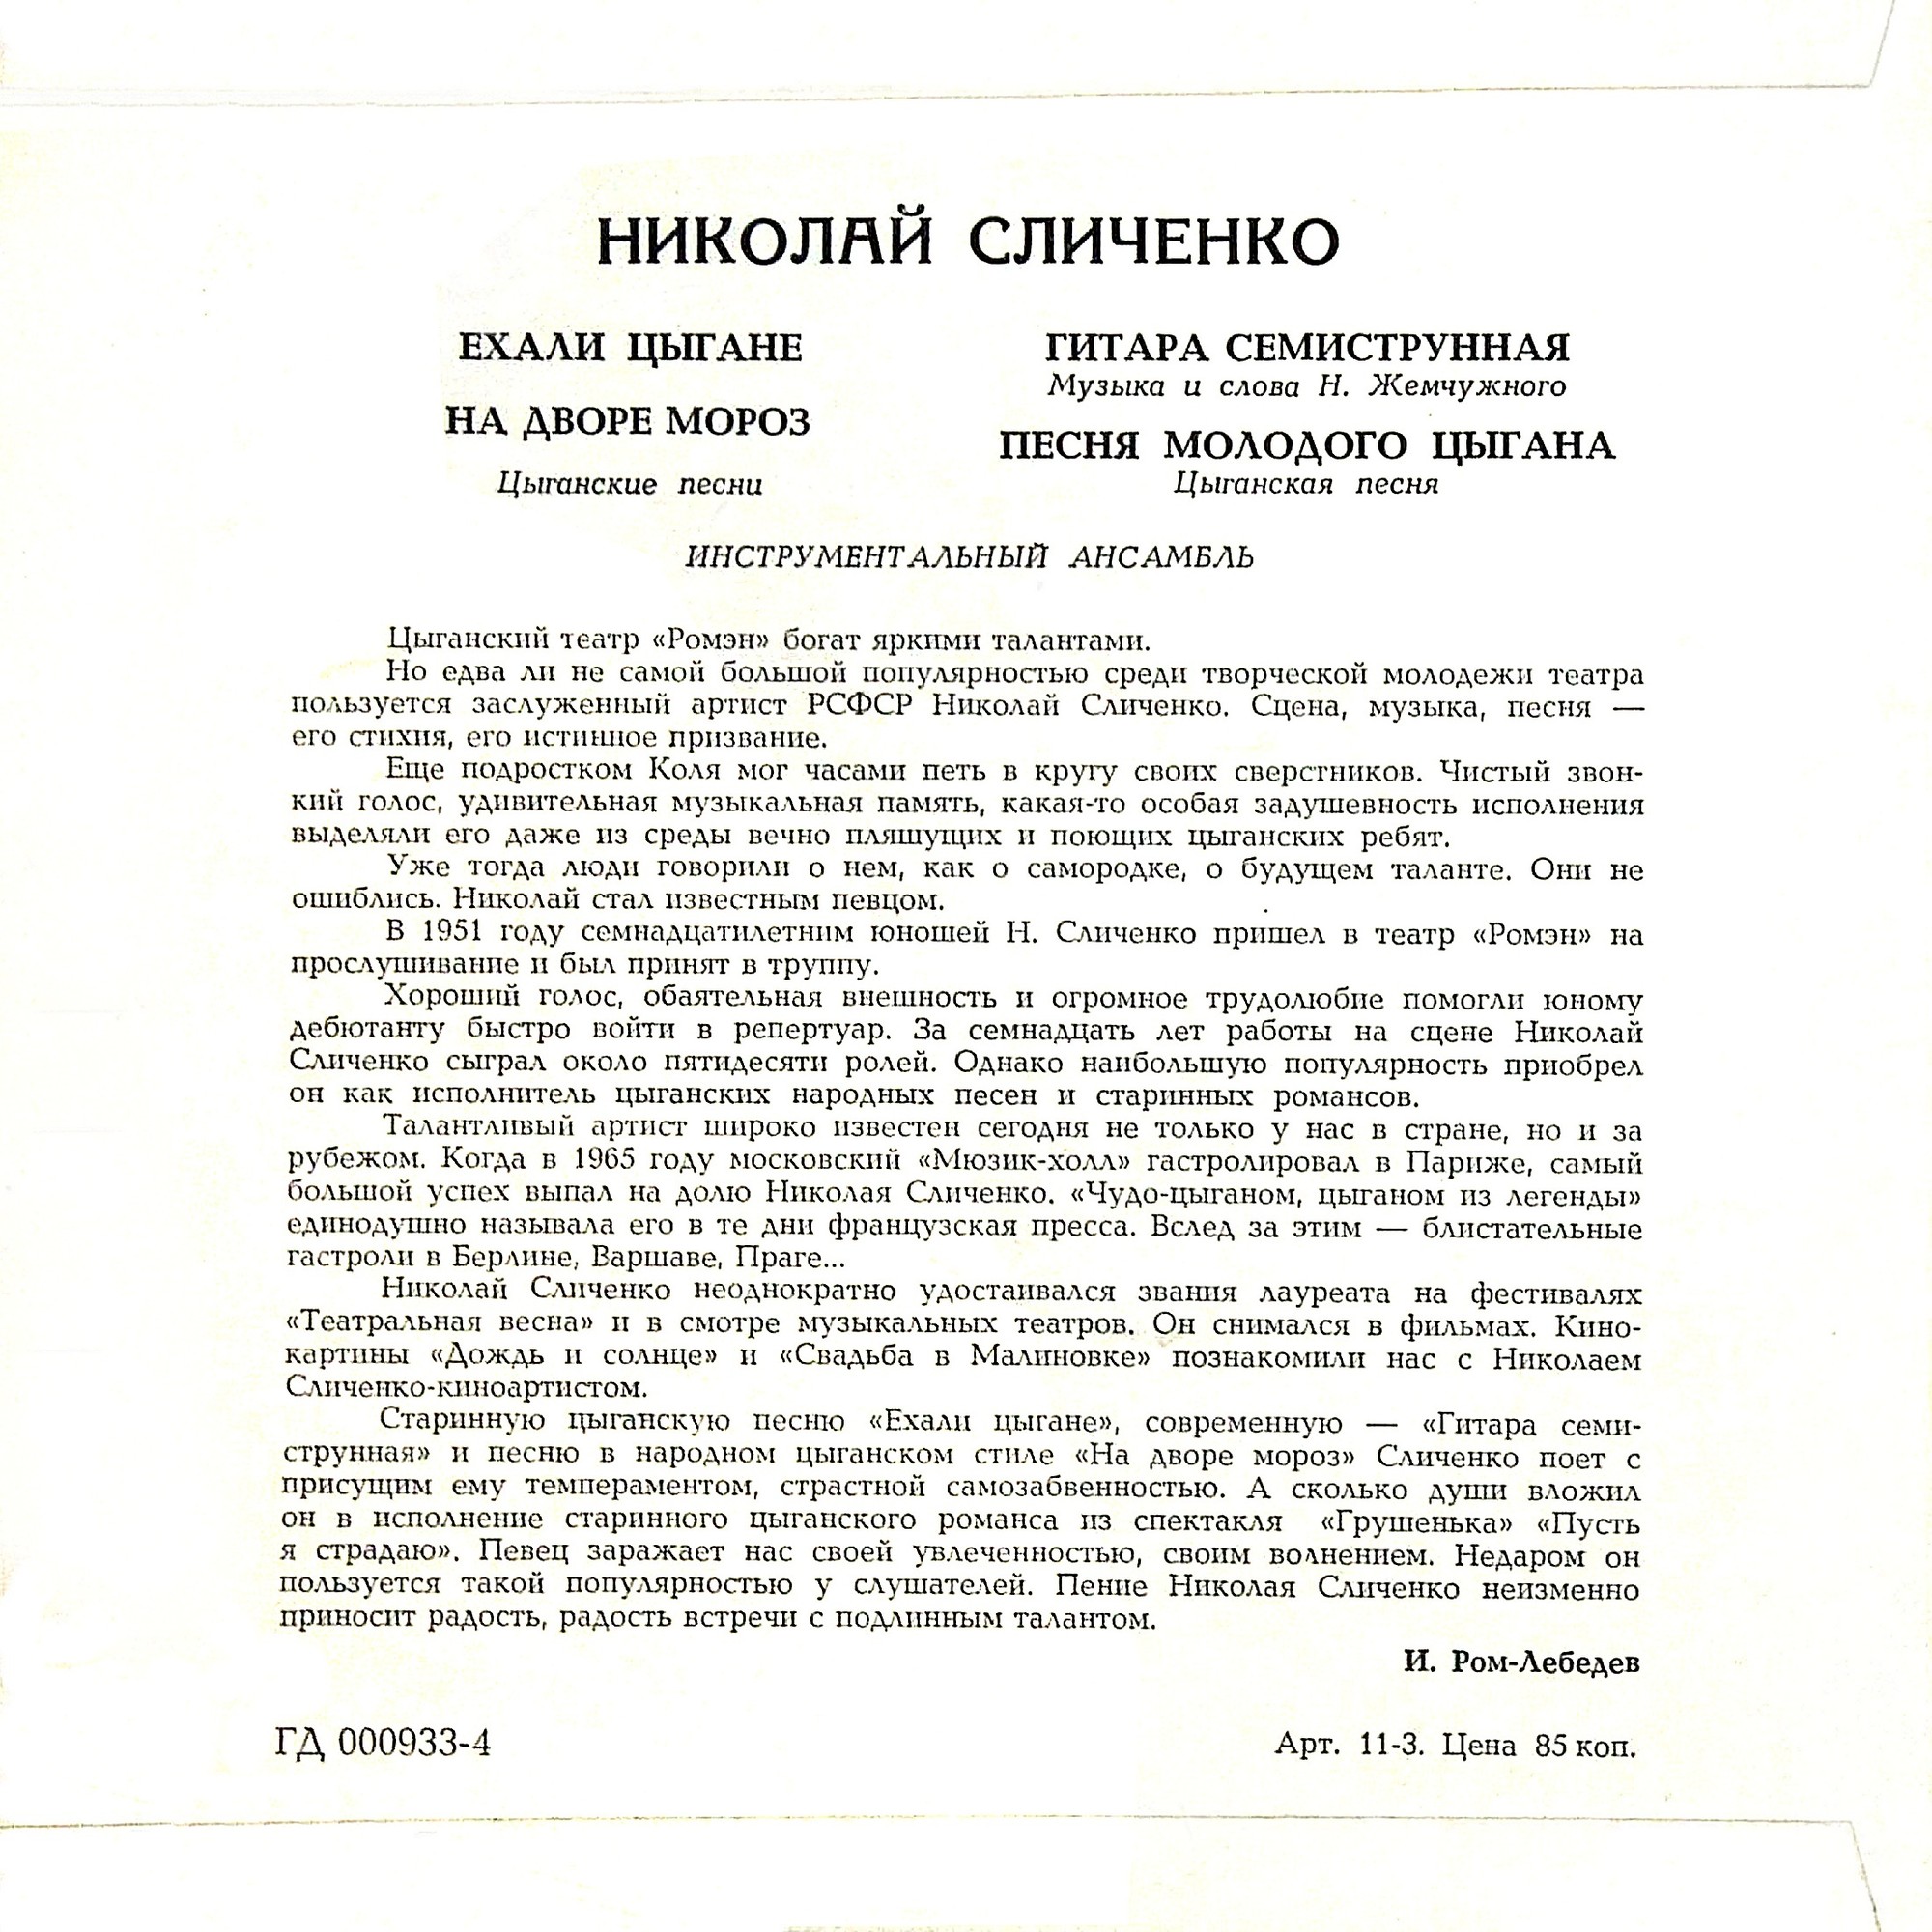 НИКОЛАЙ СЛИЧЕНКО
ЕХАЛИ ЦЫГАНЕ
НА ДВОРЕ МОРОЗ
Цыганские песни
ГИТАРА СЕМИСТРУННАЯ
Музыка и слова Н. Жемчужного
ПЕСНЯ МОЛОДОГО ЦЫГАНА
Цыганская песня
ИНСТРУМЕНТАЛЬНЫЙ АНСАМБЛЬ
Цыганский театр «Ромэн» богат яркими талантами.
Но едва ли не самой большой популярностью среди творческой молодежи театра
пользуется заслуженный артист РСФСР Николай Сличенко. Сцена, музыка, песня —
его стихия, его истинное призвание.
Еще подростком Коля мог часами петь в кругу своих сверстников. Чистый звон-
кий голос, удивительная музыкальная память, какая-то особая задушевность исполнения
выделяли его даже из среды вечно пляшущих и поющих цыганских ребят.
Уже тогда люди говорили о нем, как о самородке, о будущем таланте. Они не
ошиблись. Николай стал известным певцом.
В 1951 году семнадцатилетним юношей Н. Сличенко пришел в театр «Ромэн» на
прослушивание и был принят в труппу.
Хороший голос, обаятельная внешность и огромное трудолюбие помогли юному
дебютанту быстро войти в репертуар. За семнадцать лет работы на сцене Николай
Сличенко сыграл около пятидесяти ролей. Однако наибольшую популярность приобрел
он как исполнитель цыганских народных песен и старинных романсов.
Талантливый артист широко известен сегодня не только у нас в стране, но и за
рубежом. Когда в 1965 году московский «Мюзик-холл» гастролировал в Париже, самый
большой успех выпал на долю Николая Сличенко. «Чудо-цыганом, цыганом из легенды»
единодушно называла его в те дни французская пресса. Вслед за этим — блистательные
гастроли в Берлине, Варшаве, Праге...
Николай Сличенко неоднократно удостаивался звания лауреата на фестивалях
«Театральная весна» и в смотре музыкальных театров. Он снимался в фильмах. Кино-
картины «Дождь и солнце» и «Свадьба в Малиновке» познакомили нас с Николаем
Сличенко-киноартистом.
Старинную цыганскую песню «Ехали цыгане», современную — «Гитара семи-
струнная» и песню в народном цыганском стиле «На дворе мороз» Сличенко поет с
присущим ему темпераментом, страстной самозабвенностью. А сколько души вложил
он в исполнение старинного цыганского романса из спектакля «Грушенька» «Пусть
я страдаю». Певец заражает нас своей увлеченностью, своим волнением. Недаром он
пользуется такой популярностью у слушателей. Пение Николая Сличенко неизменно
приносит радость, радость встречи с подлинным талантом.
И. Ром-Лебедев
ГД 000933-4
Арт. 11-3. Цена 85 коп.